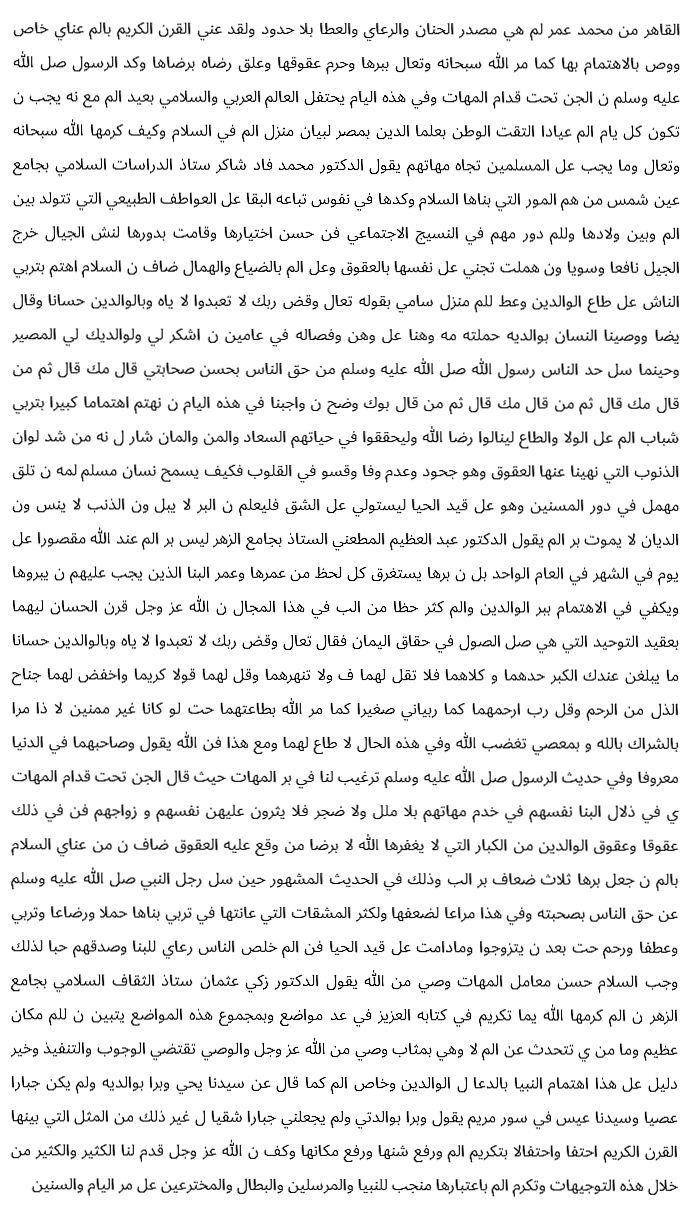 القاهر من محمد عمر لم هي مصدر الحنان والرعاي والعطا بلا حدود ولقد عني القرن الكريم بالم عناي خاص
ووص بالاهتمام بها كما مر الله سبحانه وتعال ببرها وحرم عقوقها وعلق رضاه برضاها وكد الرسول صل الله
عليه وسلم ن الجن تحت قدام المهات وفي هذه اليام يحتفل العالم العربي والسلامي بعيد الم مع نه يجب ن
تكون كل يام الم عيادا التقت الوطن بعلما الدين بمصر لبيان منزل الم في السلام وكيف كرمها الله سبحانه
وتعال وما يجب عل المسلمين تجاه مهاتهم يقول الدكتور محمد فاد شاكر ستاذ الدراسات السلامي بجامع
عين شمس من هم المور التي بناها السلام وكدها في نفوس تباعه البقا عل العواطف الطبيعي التي تتولد بين
الم وبين ولادها وللم دور مهم في النسيج الاجتماعي فن حسن اختيارها وقامت بدورها لنش الجيال خرج
الجيل نافعا وسويا ون هملت تجني عل نفسها بالعقوق وعل الم بالضياع والهمال ضاف ن السلام اهتم بتربي
الناش عل طاع الوالدين وعط للم منزل سامي بقوله تعال وقض ربك لا تعبدوا لا ياه وبالوالدين حسانا وقال
يضا ووصينا النسان بوالديه حملته مه وهنا عل وهن وفصاله في عامين ن اشكر لي ولوالديك لي المصير
وحينما سل حد الناس رسول الله صل الله عليه وسلم من حق الناس بحسن صحابتي قال مك قال ثم من
قال مك قال ثم من قال مك قال ثم من قال بوك وضح ن واجبنا في هذه اليام ن نهتم اهتماما كبيرا بتربي
شباب الم عل الولا والطاع لينالوا رضا الله وليحققوا في حياتهم السعاد والمن والمان شار ل نه من شد لوان
الذنوب التي نهينا عنها العقوق وهو جحود وعدم وفا وقسو في القلوب فكيف يسمح نسان مسلم لمه ن تلق
مهمل في دور المسنين وهو عل قيد الحيا ليستولي عل الشق فليعلم ن البر لا يبل ون الذنب لا ينس ون
الديان لا يموت بر الم يقول الدكتور عبد العظيم المطعني الستاذ بجامع الزهر ليس بر الم عند الله مقصورا عل
يوم في الشهر في العام الواحد بل ن برها يستغرق كل لحظ من عمرها وعمر البنا الذين يجب عليهم ن يبروها
ويكفي في الاهتمام ببر الوالدين والم كثر حظا من الب في هذا المجال ن الله عز وجل قرن الحسان ليهما
بعقيد التوحيد التي هي صل الصول في حقاق اليمان فقال تعال وقض ربك لا تعبدوا لا ياه وبالوالدين حسانا
ما يبلغن عندك الكبر حدهما و كلاهما فلا تقل لهما ف ولا تنهرهما وقل لهما قولا كريما واخفض لهما جناح
الذل من الرحم وقل رب ارحمهما كما ربياني صغيرا كما مر الله بطاعتهما حت لو كانا غير ممنين لا ذا مرا
بالشراك بالله و بمعصي تغضب الله وفي هذه الحال لا طاع لهما ومع هذا فن الله يقول وصاحبهما في الدنيا
معروفا وفي حديث الرسول صل الله عليه وسلم ترغيب لنا في بر المهات حيث قال الجن تحت قدام المهات
ي في ذلال البنا نفسهم في خدم مهاتهم بلا ملل ولا ضجر فلا يثرون عليهن نفسهم و زواجهم فن في ذلك
عقوقا وعقوق الوالدين من الكبار التي لا يغفرها الله لا برضا من وقع عليه العقوق ضاف ن من عناي السلام
بالم ن جعل برها ثلاث ضعاف بر الب وذلك في الحديث المشهور حين سل رجل النبي صل الله عليه وسلم
عن حق الناس بصحبته وفي هذا مراعا لضعفها ولكثر المشقات التي عانتها في تربي بناها حملا ورضاعا وتربي
وعطفا ورحم حت بعد ن يتزوجوا ومادامت عل قيد الحيا فن الم خلص الناس رعاي للبنا وصدقهم حبا لذلك
وجب السلام حسن معامل المهات وصي من الله يقول الدكتور زكي عثمان ستاذ الثقاف السلامي بجامع
الزهر ن الم كرمها الله يما تكريم في كتابه العزيز في عد مواضع وبمجموع هذه المواضع يتبين ن للم مكان
عظيم وما من ي تتحدث عن الم لا وهي بمثاب وصي من الله عز وجل والوصي تقتضي الوجوب والتنفيذ وخير
دليل عل هذا اهتمام النبيا بالدعا ل الوالدين وخاص الم كما قال عن سيدنا يحي وبرا بوالديه ولم يكن جبارا
عصيا وسيدنا عيس في سور مريم يقول وبرا بوالدتي ولم يجعلني جبارا شقيا ل غير ذلك من المثل التي بينها
القرن الكريم احتفا واحتفالا بتكريم الم ورفع شنها ورفع مكانها وكف ن الله عز وجل قدم لنا الكثير والكثير من
خلال هذه التوجيهات وتكرم الم باعتبارها منجب للنبيا والمرسلين والبطال والمخترعين عل مر اليام والسنين